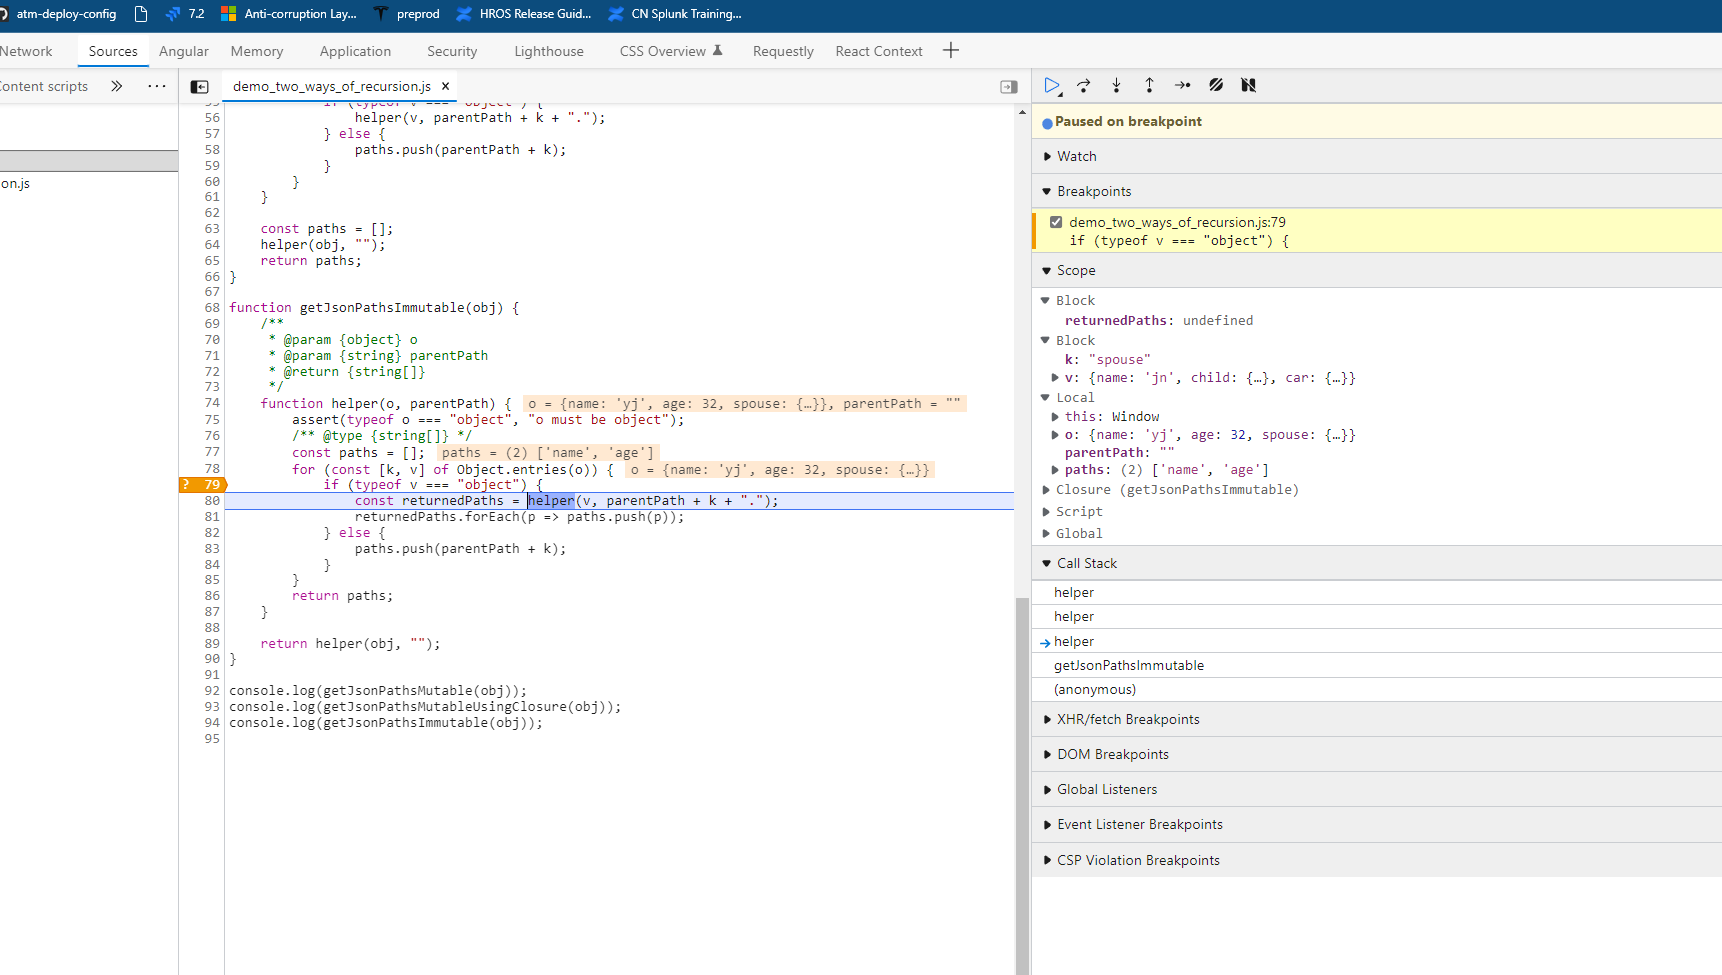 atm-deploy-config
7.2
Anti-corruption Lay...
preprod
HROS Release Guid...
CN Splunk Training...
Network
Sources
Angular
Memory
Application
Security
Lighthouse
CSS Overview
Requestly
React Context
Content scripts
demo_two_ways_of_recursion.js
on.js
55 if (typeof v === "object") {
56 helper(v, parentPath + k + ".");
57 } else {
58 paths.push(parentPath + k);
59 }
60 }
61 }
62
63 const paths = [];
64 helper(obj, "");
65 return paths;
66 }
67
68 function getJsonPathsImmutable(obj) {
69 /**
70 * @param {object} o
71 * @param {string} parentPath
72 * @return {string[]}
73 */
74 function helper(o, parentPath) { o = {name: 'yj', age: 32, spouse: {…}}, parentPath = ""
75 assert(typeof o === "object", "o must be object");
76 /** @type {string[]} */
77 const paths = []; paths = (2) ['name', 'age']
78 for (const [k, v] of Object.entries(o)) { o = {name: 'yj', age: 32, spouse: {…}}
? 79 if (typeof v === "object") {
80 const returnedPaths = helper(v, parentPath + k + ".");
81 returnedPaths.forEach(p => paths.push(p));
82 } else {
83 paths.push(parentPath + k);
84 }
85 }
86 return paths;
87 }
88
89 return helper(obj, "");
90 }
91
92 console.log(getJsonPathsMutable(obj));
93 console.log(getJsonPathsMutableUsingClosure(obj));
94 console.log(getJsonPathsImmutable(obj));
95
Paused on breakpoint
Watch
Breakpoints
demo_two_ways_of_recursion.js:79
if (typeof v === "object") {
Scope
Block
returnedPaths: undefined
Block
k: "spouse"
v: {name: 'jn', child: {…}, car: {…}}
Local
this: Window
o: {name: 'yj', age: 32, spouse: {…}}
parentPath: ""
paths: (2) ['name', 'age']
Closure (getJsonPathsImmutable)
Script
Global
Call Stack
helper
helper
helper
getJsonPathsImmutable
(anonymous)
XHR/fetch Breakpoints
DOM Breakpoints
Global Listeners
Event Listener Breakpoints
CSP Violation Breakpoints